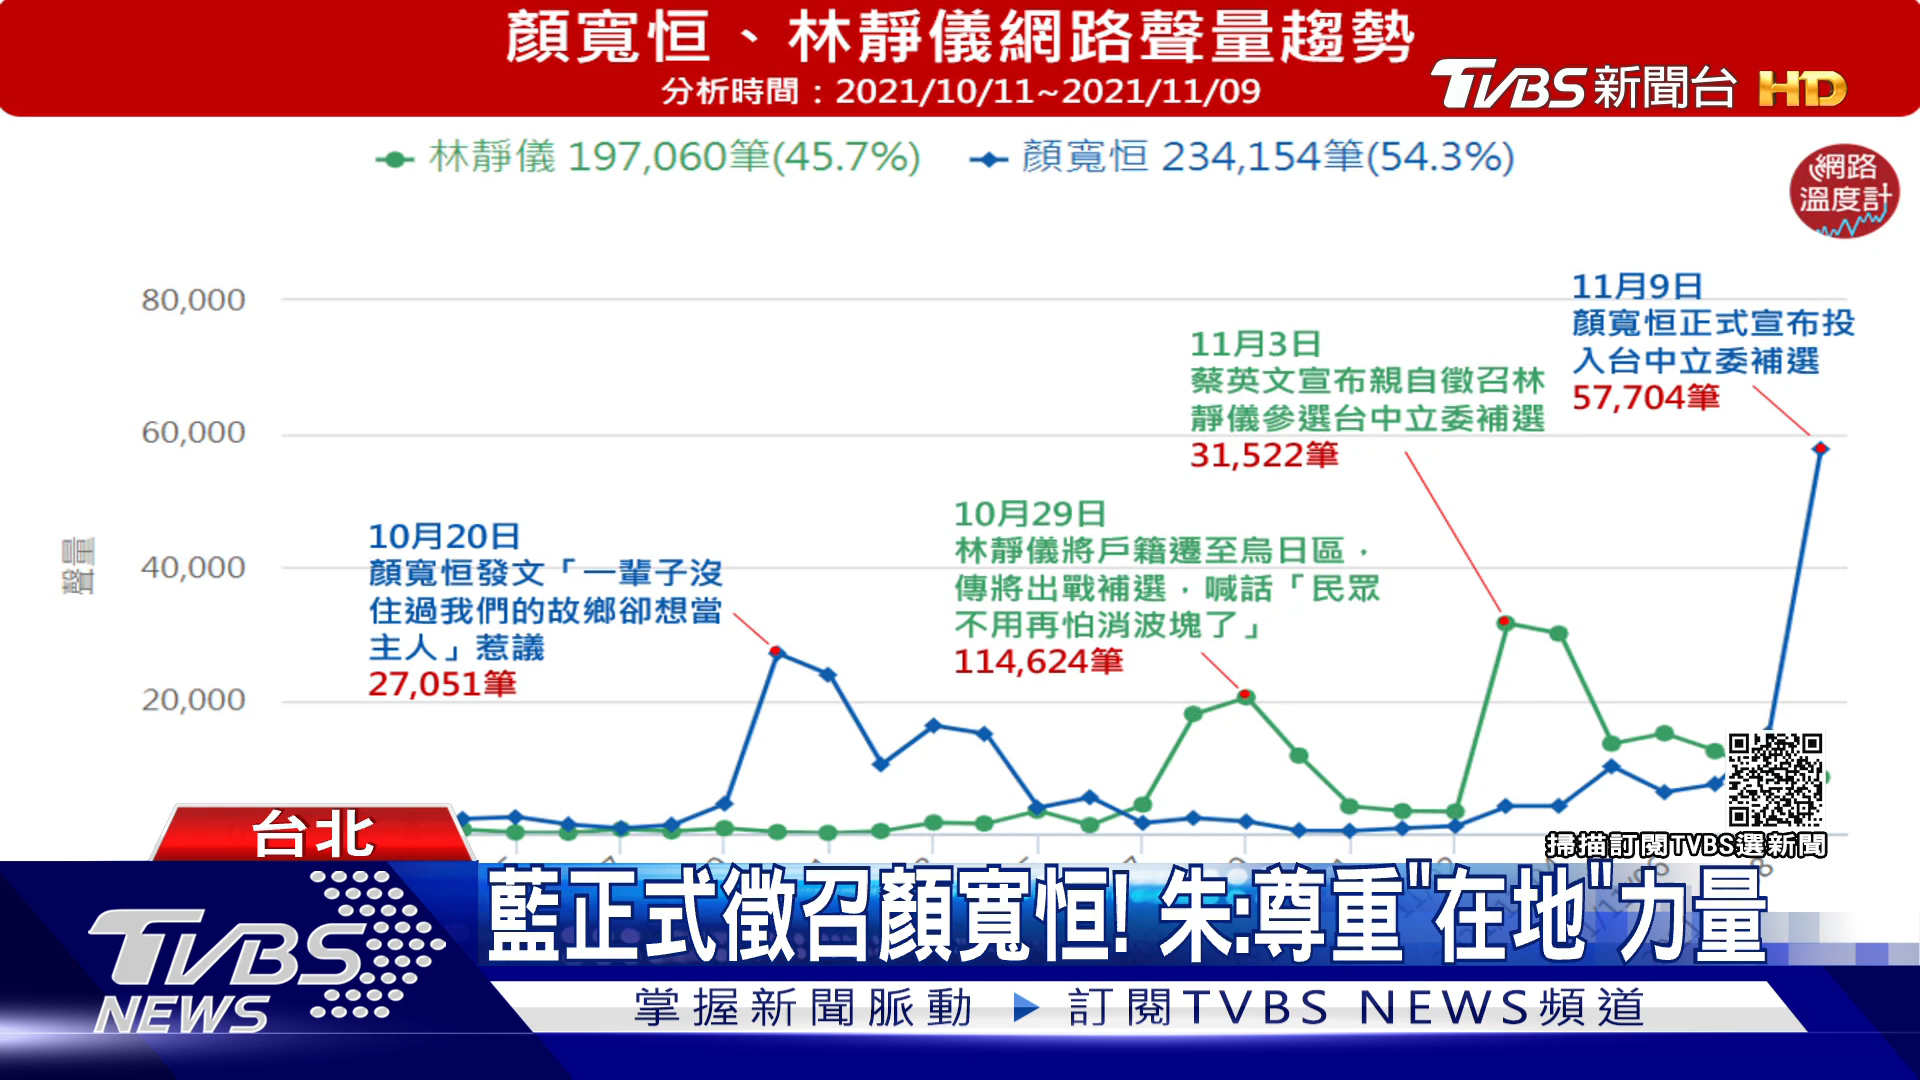 顏寬恒、林靜儀網路聲量趨勢
分析時間：2021/10/11~2021/11/09
TVBS新聞台 HD
林靜儀 197,060筆(45.7%)
顏寬恒 234,154筆(54.3%)
網路
溫度計
80,000
60,000
40,000
20,000
聲量
10月20日
顏寬恒發文「一輩子沒
住過我們的故鄉卻想當
主人」惹議
27,051筆
10月29日
林靜儀將戶籍遷至烏日區，
傳將出戰補選，喊話「民眾
不用再怕消波塊了」
114,624筆
11月3日
蔡英文宣布親自徵召林
靜儀參選台中立委補選
31,522筆
11月9日
顏寬恒正式宣布投
入台中立委補選
57,704筆
掃描訂閱TVBS選新聞
台北
藍正式徵召顏寬恒! 朱:尊重"在地"力量
TVBS
NEWS
掌握新聞脈動 ▶ 訂閱TVBS NEWS頻道